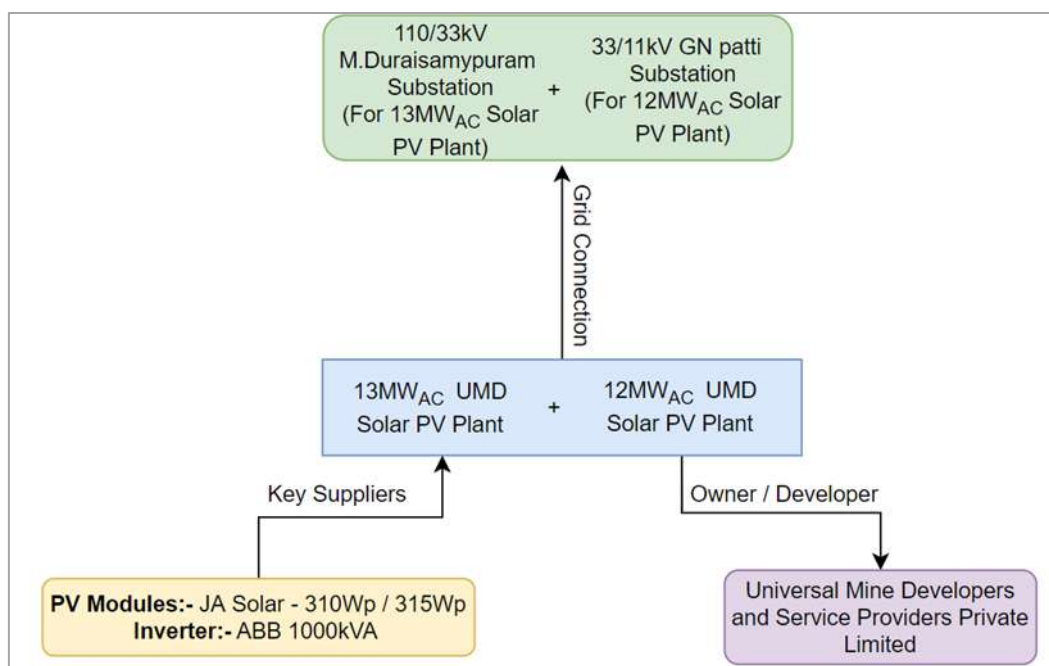 110/33kV
M.Duraisamypuram
Substation
(For 13MWAC Solar
PV Plant)
+
33/11kV GN patti
Substation
(For 12MWAC Solar
PV Plant)
Grid Connection
13MWAC UMD
Solar PV Plant
+
12MWAC UMD
Solar PV Plant
Key Suppliers
Owner / Developer
PV Modules:- JA Solar - 310Wp / 315Wp
Inverter:- ABB 1000kVA
Universal Mine Developers
and Service Providers Private
Limited